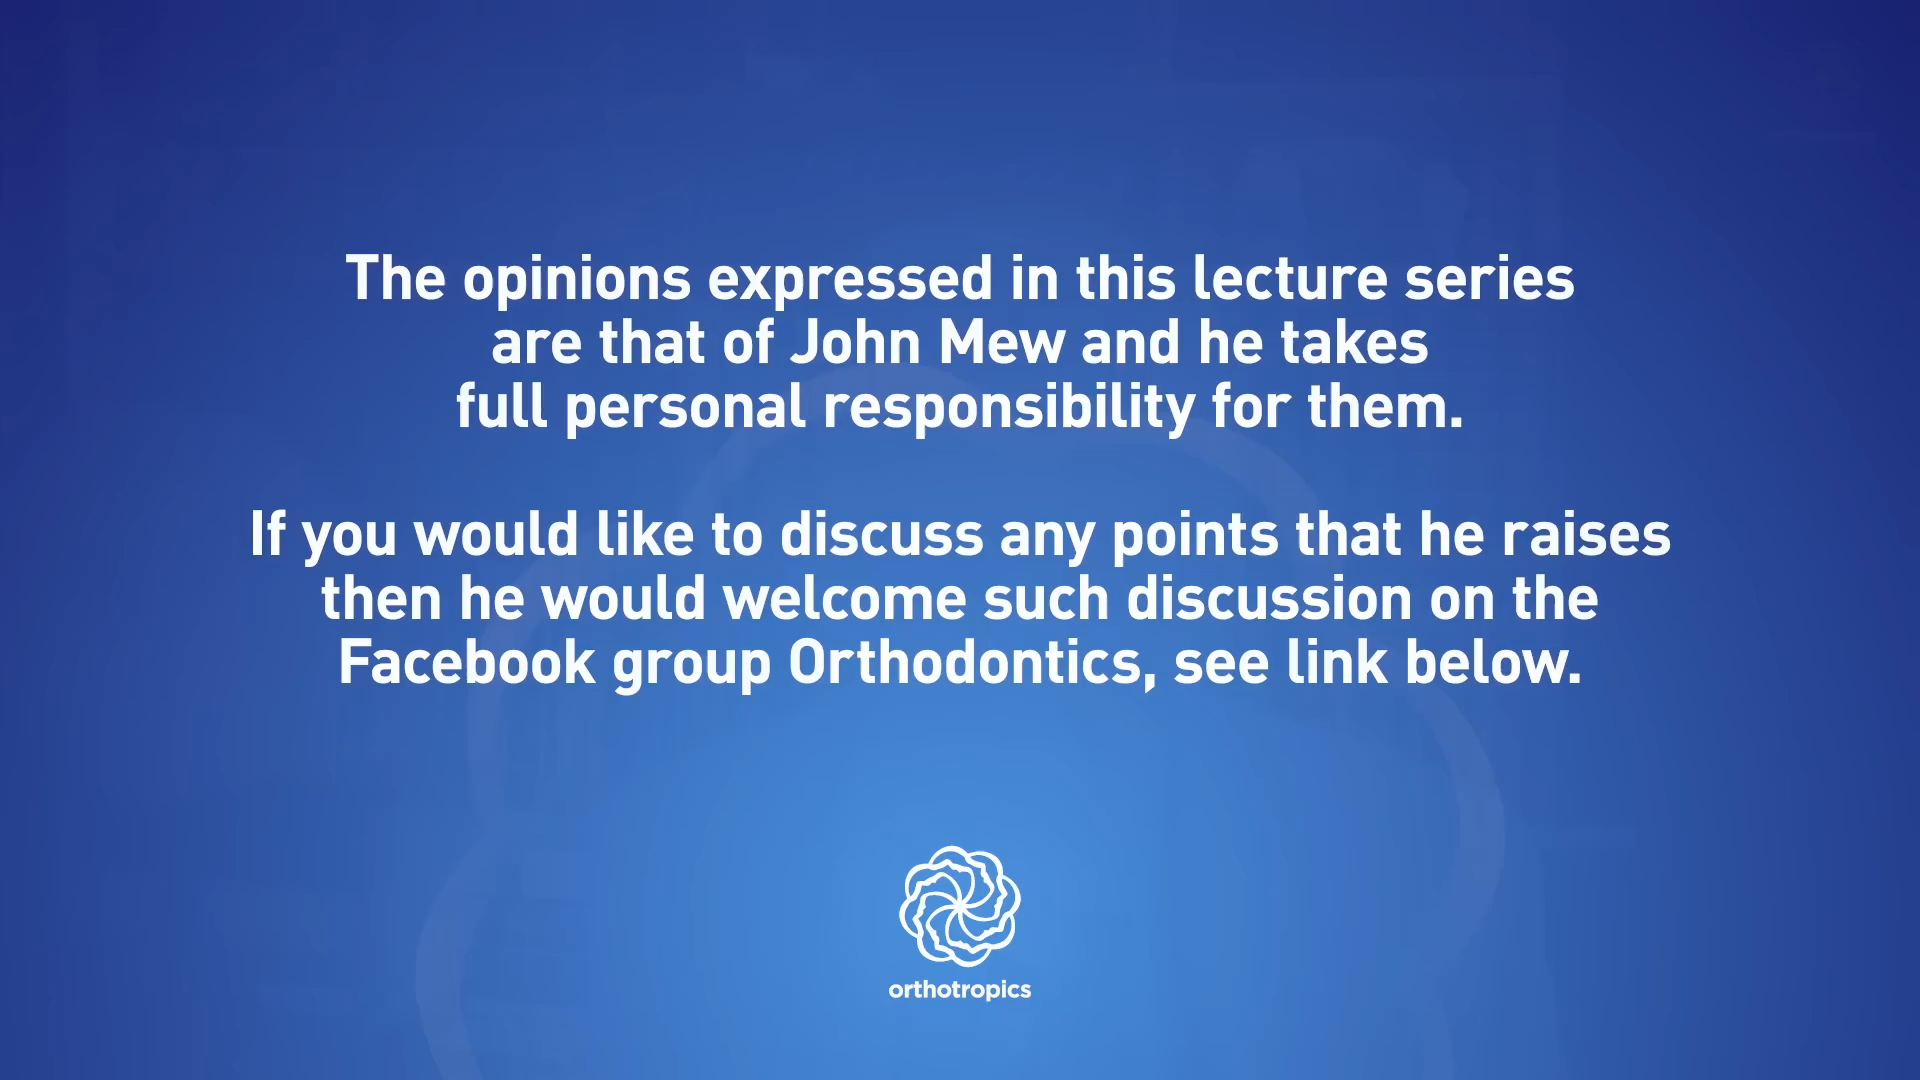 The opinions expressed in this lecture series
are that of John Mew and he takes
full personal responsibility for them.
If you would like to discuss any points that he raises
then he would welcome such discussion on the
Facebook group Orthodontics, see link below.
orthotropics